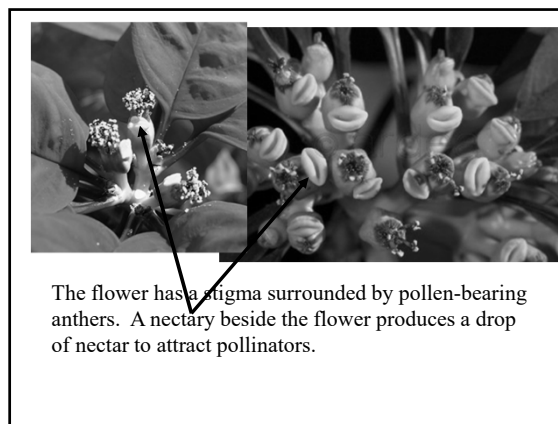 The flower has a stigma surrounded by pollen-bearing
anthers.  A nectary beside the flower produces a drop
of nectar to attract pollinators.